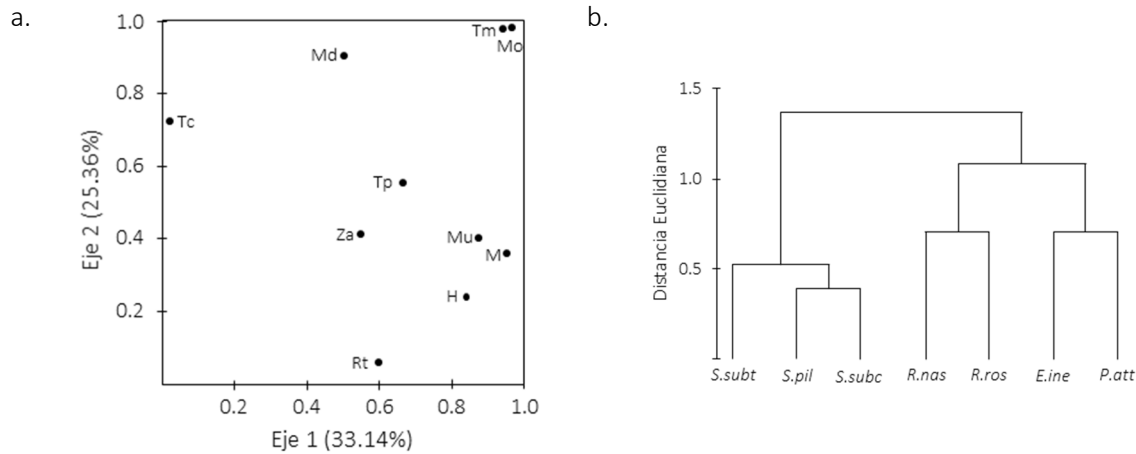 a.
1.0
0.8
0.6
0.4
0.2
Eje 2 (25.36%)
Tm
Mo
Md
Tc
Tp
Za
Mu
M
H
Rt
0.2 0.4 0.6 0.8 1.0
Eje 1 (33.14%)
b.
1.5
1.0
0.5
Distancia Euclidiana
S.subt S.pil S.subc R.nas R.ros E.ine P.att